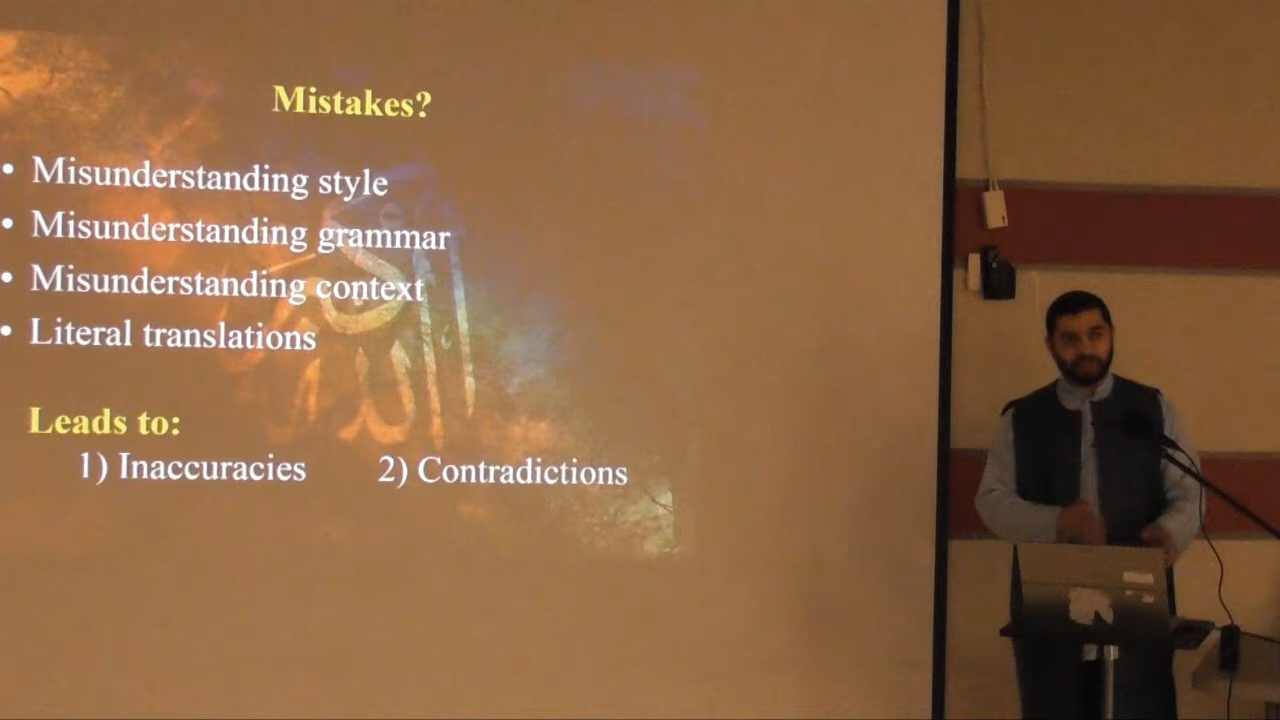 Mistakes?
• Misunderstanding style
• Misunderstanding grammar
• Misunderstanding context
• Literal translations
Leads to:
1) Inaccuracies 2) Contradictions